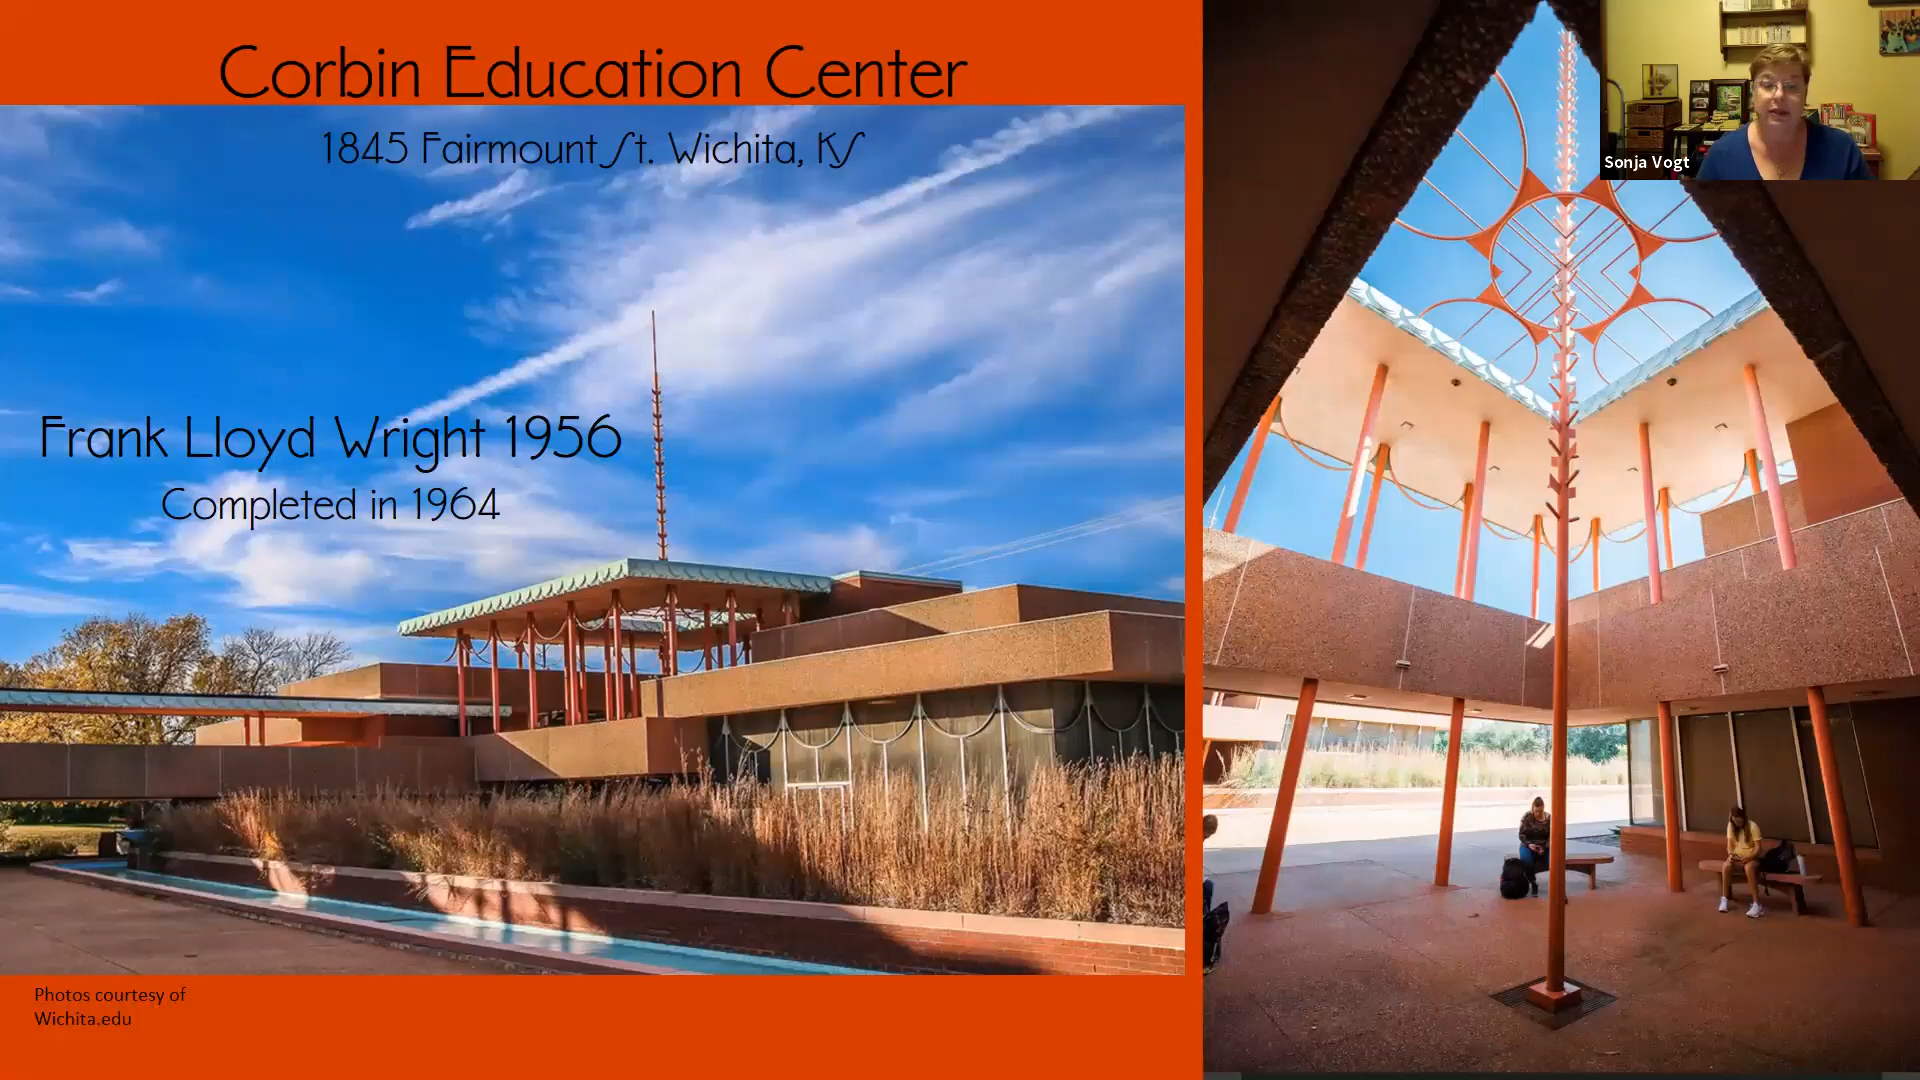 Corbin Education Center
1845 Fairmount St. Wichita, KS
Frank Lloyd Wright 1956
Completed in 1964
Photos courtesy of
Wichita.edu
Sonja Vogt